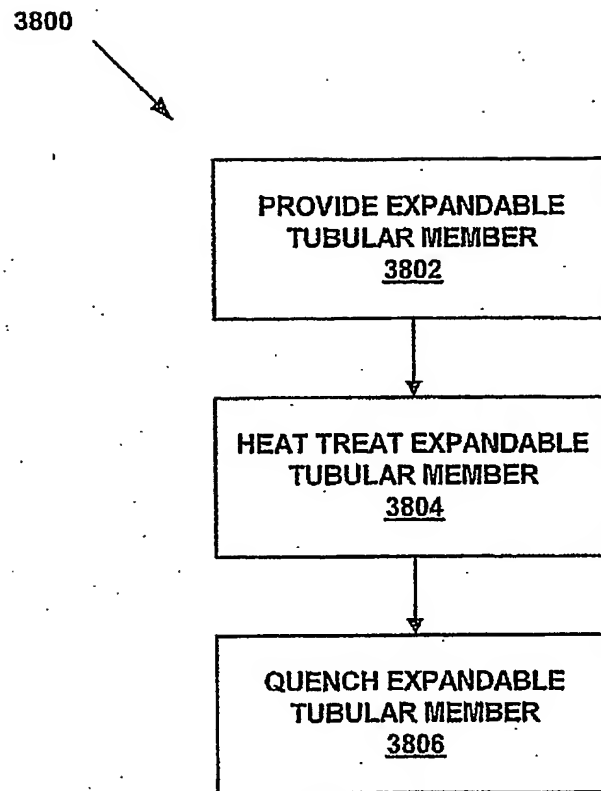 3800
PROVIDE EXPANDABLE
TUBULAR MEMBER
3802
HEAT TREAT EXPANDABLE
TUBULAR MEMBER
3804
QUENCH EXPANDABLE
TUBULAR MEMBER
3806